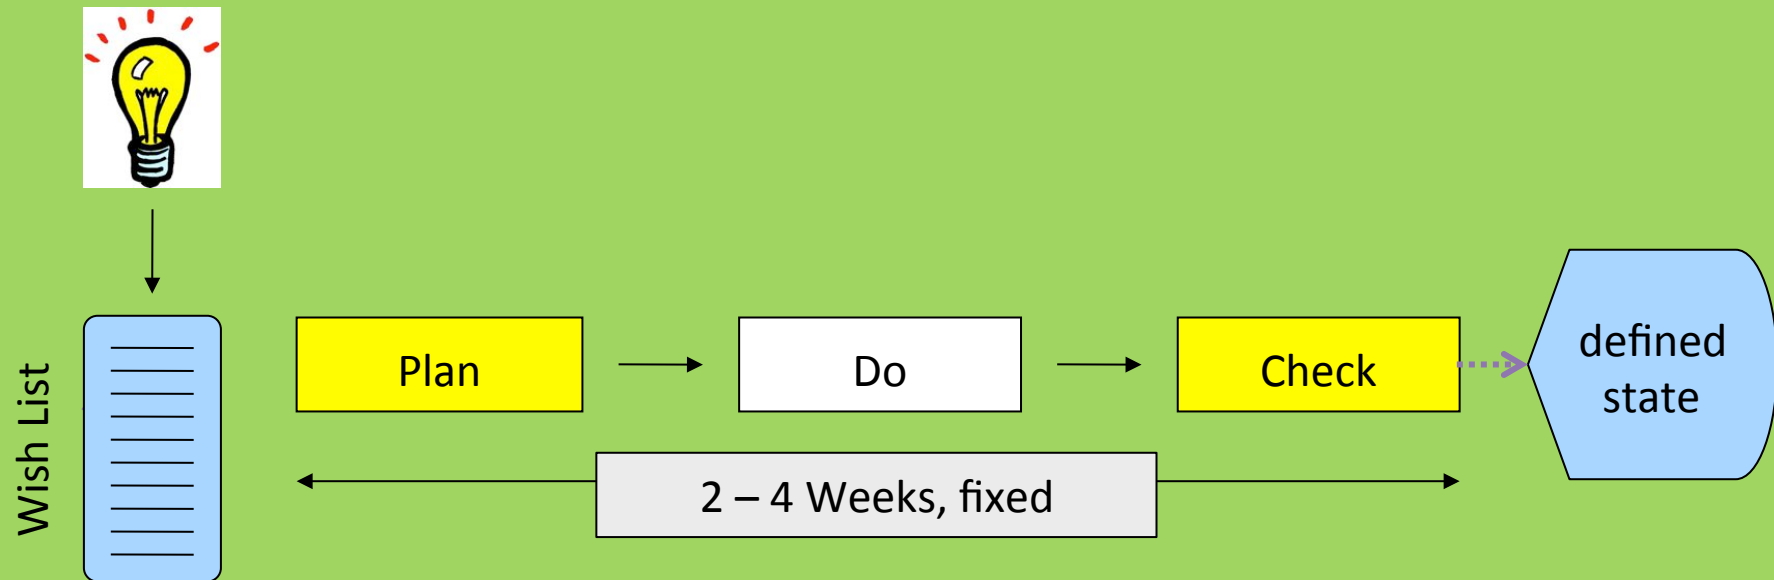 Wish List
Plan
Do
Check
defined
state
2 – 4 Weeks, fixed